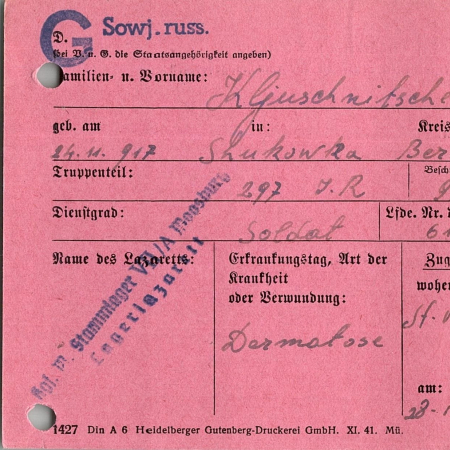 G Sowj. russ.
D.
(bei V. u. G. die Staatsangehörigkeit angeben)
Familien- u. Vorname:
Kljuschnitsche
geb. am in: Kreis
24.11.917 Shukowka Ber
Truppenteil: Besch
297 J.R
Dienstgrad: Lfde. Nr. d
Soldat 61
Name des Lazaretts: Erkrankungstag, Art der Krankheit oder Verwundung: Zug
wohe
Kgf. M. Stammlager VII/A Moosburg
Lagerlazarett
St.
Dermatose
am:
28.
1427 Din A 6 Heidelberger Gutenberg-Druckerei GmbH. XI. 41. Mü.